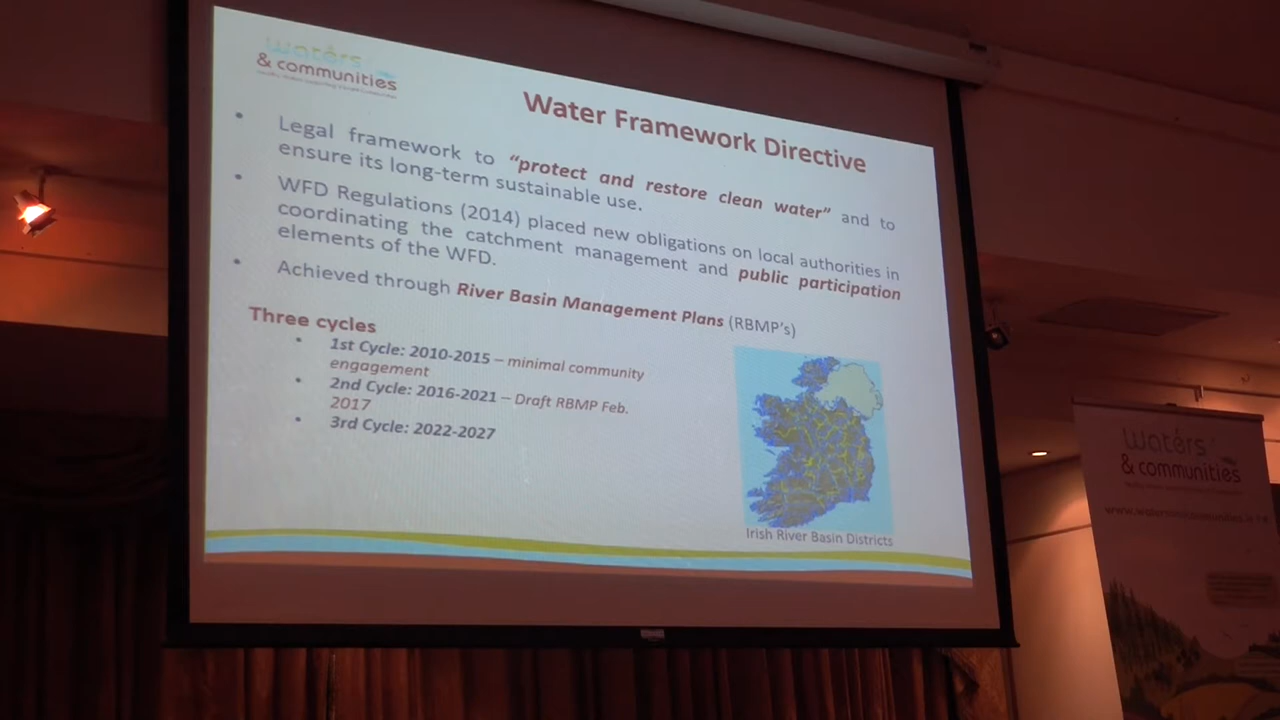 waters
& communities
Water Framework Directive
• Legal framework to “protect and restore clean water” and to
ensure its long-term sustainable use.
• WFD Regulations (2014) placed new obligations on local authorities in
coordinating the catchment management and public participation
elements of the WFD.
• Achieved through River Basin Management Plans (RBMP's)
Three cycles
• 1st Cycle: 2010-2015 – minimal community
engagement
• 2nd Cycle: 2016-2021 – Draft RBMP Feb.
2017
• 3rd Cycle: 2022-2027
Irish River Basin Districts
waters
& communities